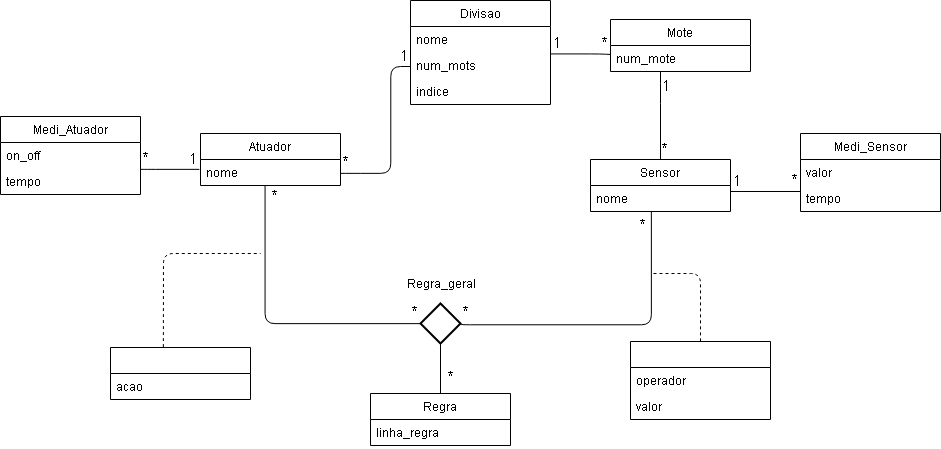 Divisao
nome
num_mots
indice
1
*
Mote
num_mote
1
*
1
*
Medi_Atuador
on_off
tempo
*
1
Atuador
nome
*
Sensor
nome
1
*
Medi_Sensor
valor
tempo
*
*
Regra_geral
*
*
*
acao
operador
valor
Regra
linha_regra